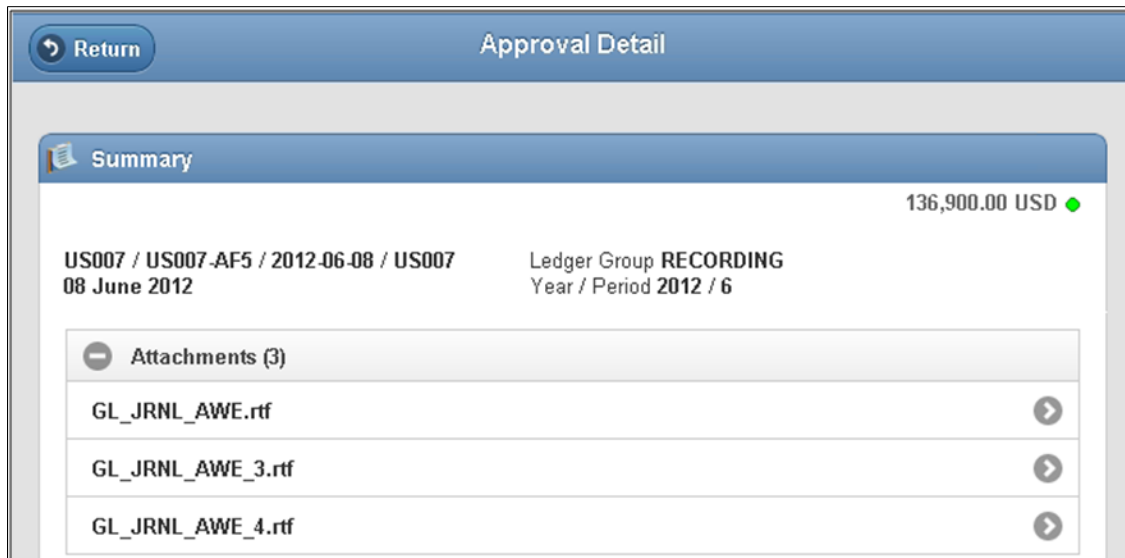 Return
Approval Detail
Summary
136,900.00 USD
US007 / US007-AF5 / 2012-06-08 / US007
08 June 2012
Ledger Group RECORDING
Year / Period 2012 / 6
Attachments (3)
GL_JRNL_AWE.rtf
GL_JRNL_AWE_3.rtf
GL_JRNL_AWE_4.rtf